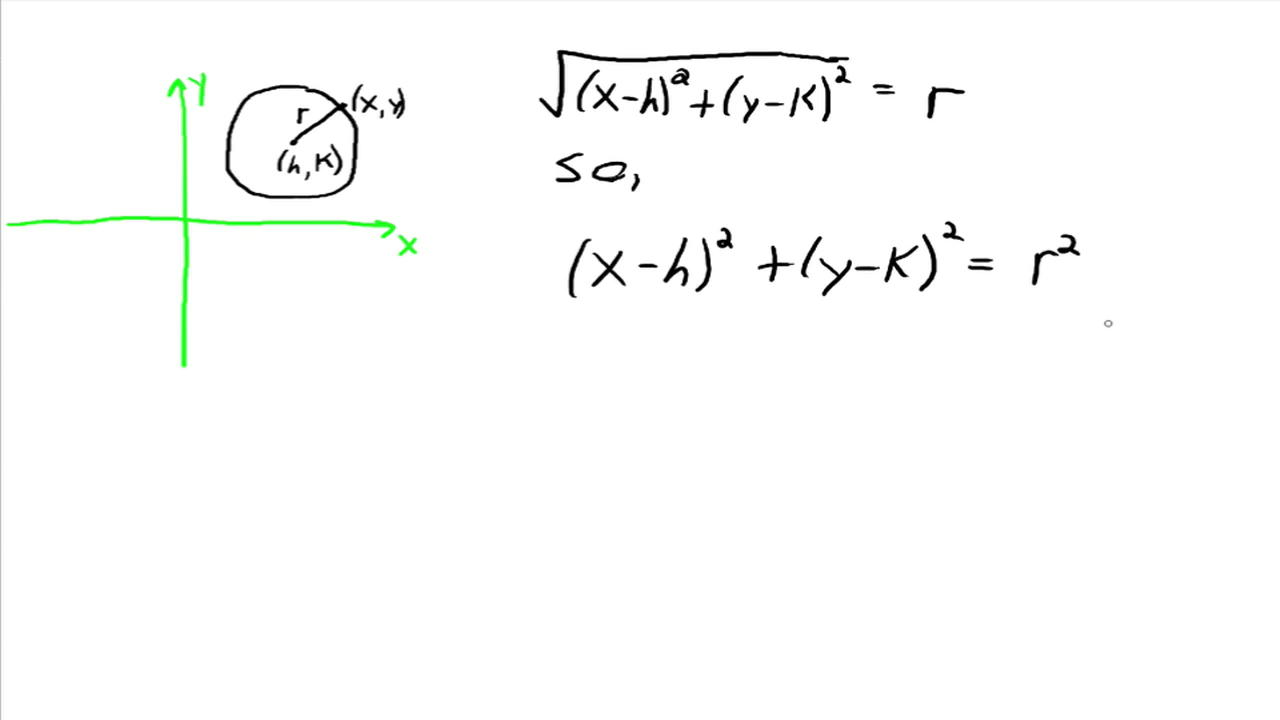 y
(x,y)
r
(h,k)
x
√(x-h)²+(y-k)² = r
so,
(x-h)² +(y-k)² = r²